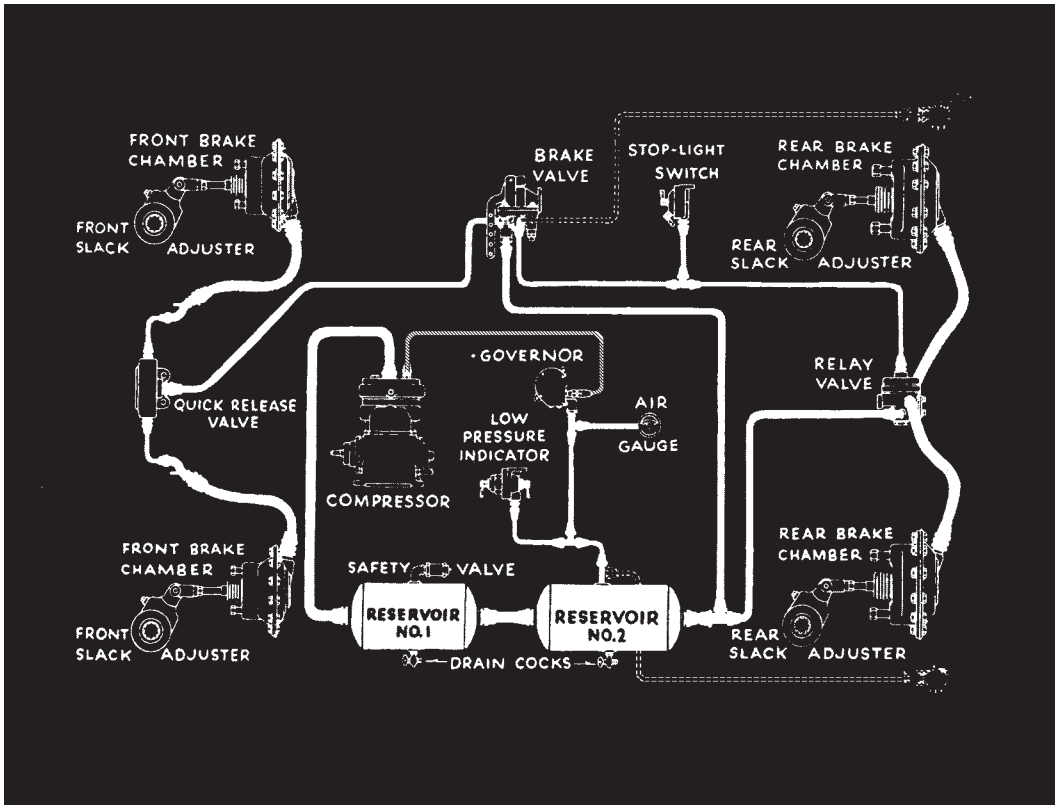 FRONT BRAKE
CHAMBER
FRONT
SLACK ADJUSTER
BRAKE
VALVE
STOP-LIGHT
SWITCH
REAR BRAKE
CHAMBER
REAR
SLACK ADJUSTER
QUICK RELEASE
VALVE
COMPRESSOR
GOVERNOR
AIR
GAUGE
LOW
PRESSURE
INDICATOR
RELAY
VALVE
FRONT BRAKE
CHAMBER
FRONT
SLACK ADJUSTER
SAFETY VALVE
RESERVOIR
NO.1
RESERVOIR
NO.2
DRAIN COCKS
REAR BRAKE
CHAMBER
REAR
SLACK ADJUSTER